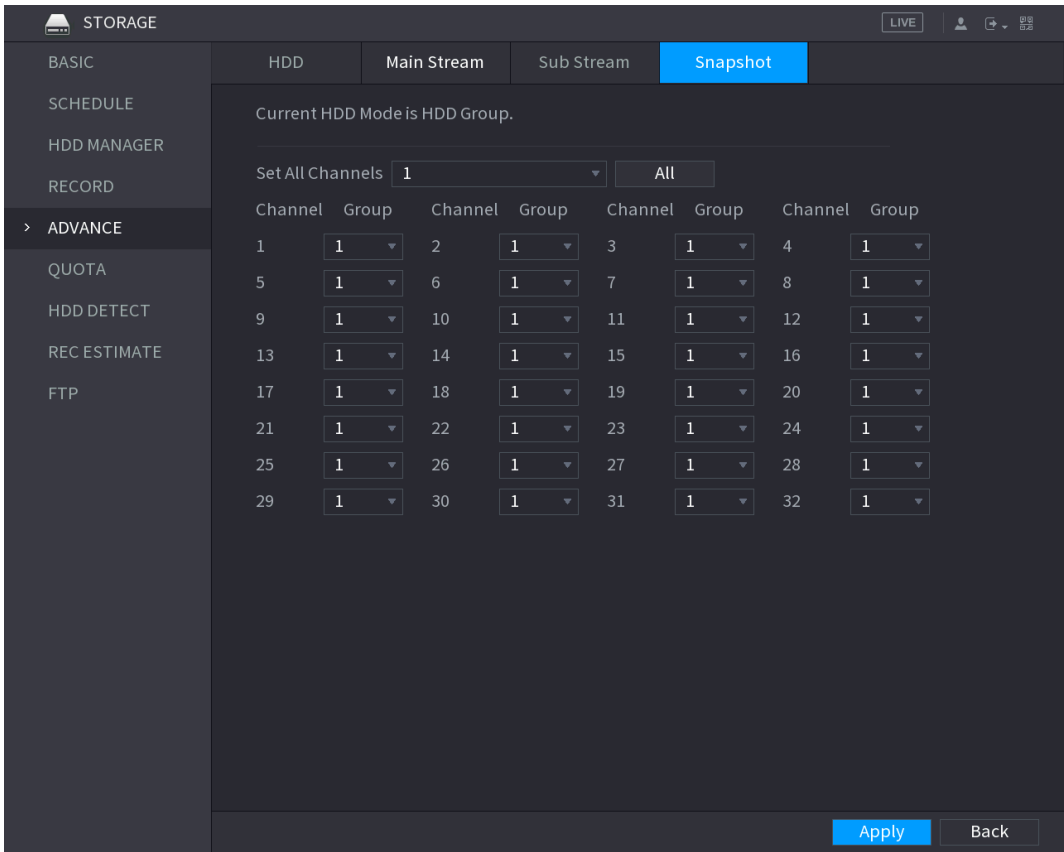 STORAGE LIVE
BASIC
SCHEDULE
HDD MANAGER
RECORD
ADVANCE
QUOTA
HDD DETECT
REC ESTIMATE
FTP
HDD Main Stream Sub Stream Snapshot
Current HDD Mode is HDD Group.
Set All Channels 1 All
Channel Group Channel Group Channel Group Channel Group
1 1 2 1 3 1 4 1
5 1 6 1 7 1 8 1
9 1 10 1 11 1 12 1
13 1 14 1 15 1 16 1
17 1 18 1 19 1 20 1
21 1 22 1 23 1 24 1
25 1 26 1 27 1 28 1
29 1 30 1 31 1 32 1
Apply Back